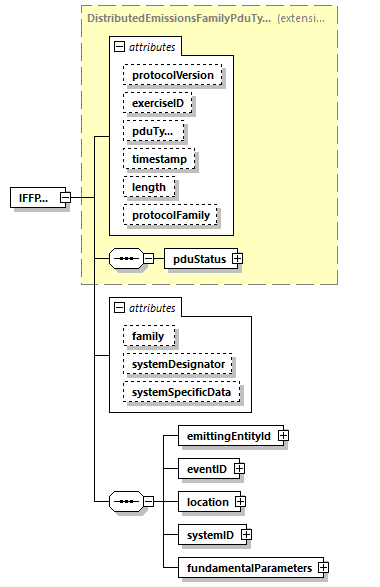 DistributedEmissionsFamilyPduTy... (extensi...
attributes
protocolVersion
exerciseID
pduTy...
timestamp
length
protocolFamily
IFFP...
pduStatus
attributes
family
systemDesignator
systemSpecificData
emittingEntityId
eventID
location
systemID
fundamentalParameters